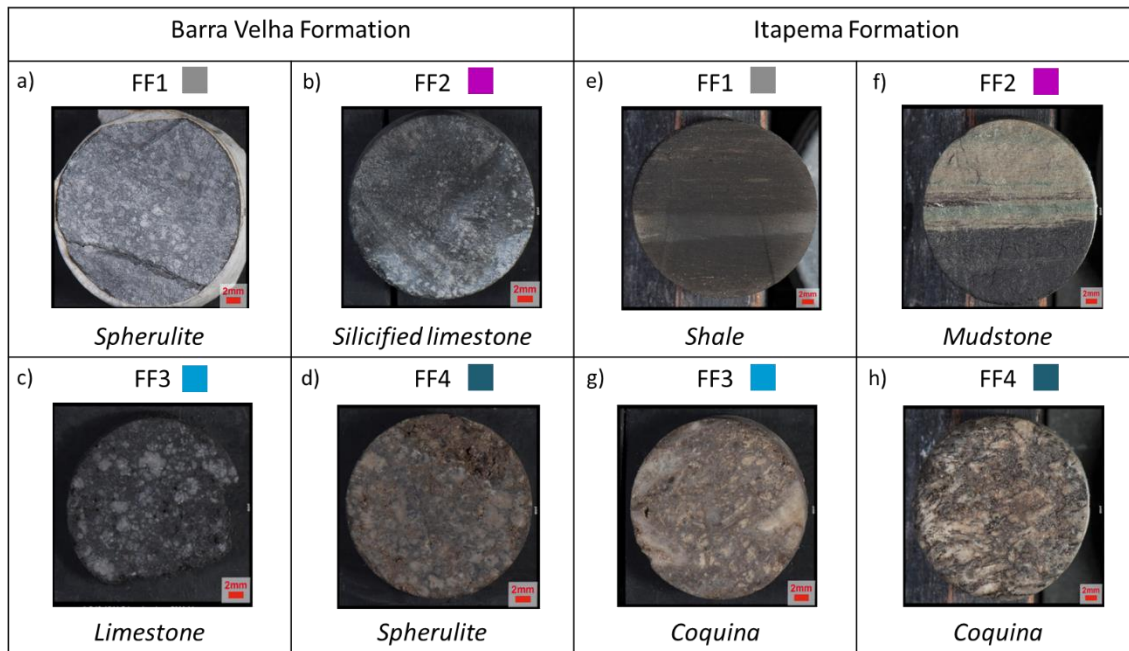 Barra Velha Formation
Itapema Formation
a) FF1
b) FF2
e) FF1
f) FF2
2mm
2mm
2mm
2mm
Spherulite
Silicified limestone
Shale
Mudstone
c) FF3
d) FF4
g) FF3
h) FF4
2mm
2mm
2mm
2mm
Limestone
Spherulite
Coquina
Coquina